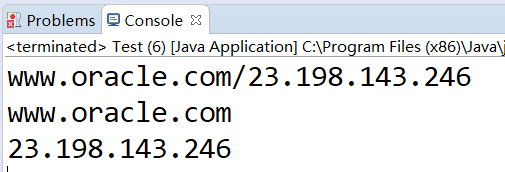 Problems Console
<terminated> Test (6) [Java Application] C:\Program Files (x86)\Java\j
www.oracle.com/23.198.143.246
www.oracle.com
23.198.143.246